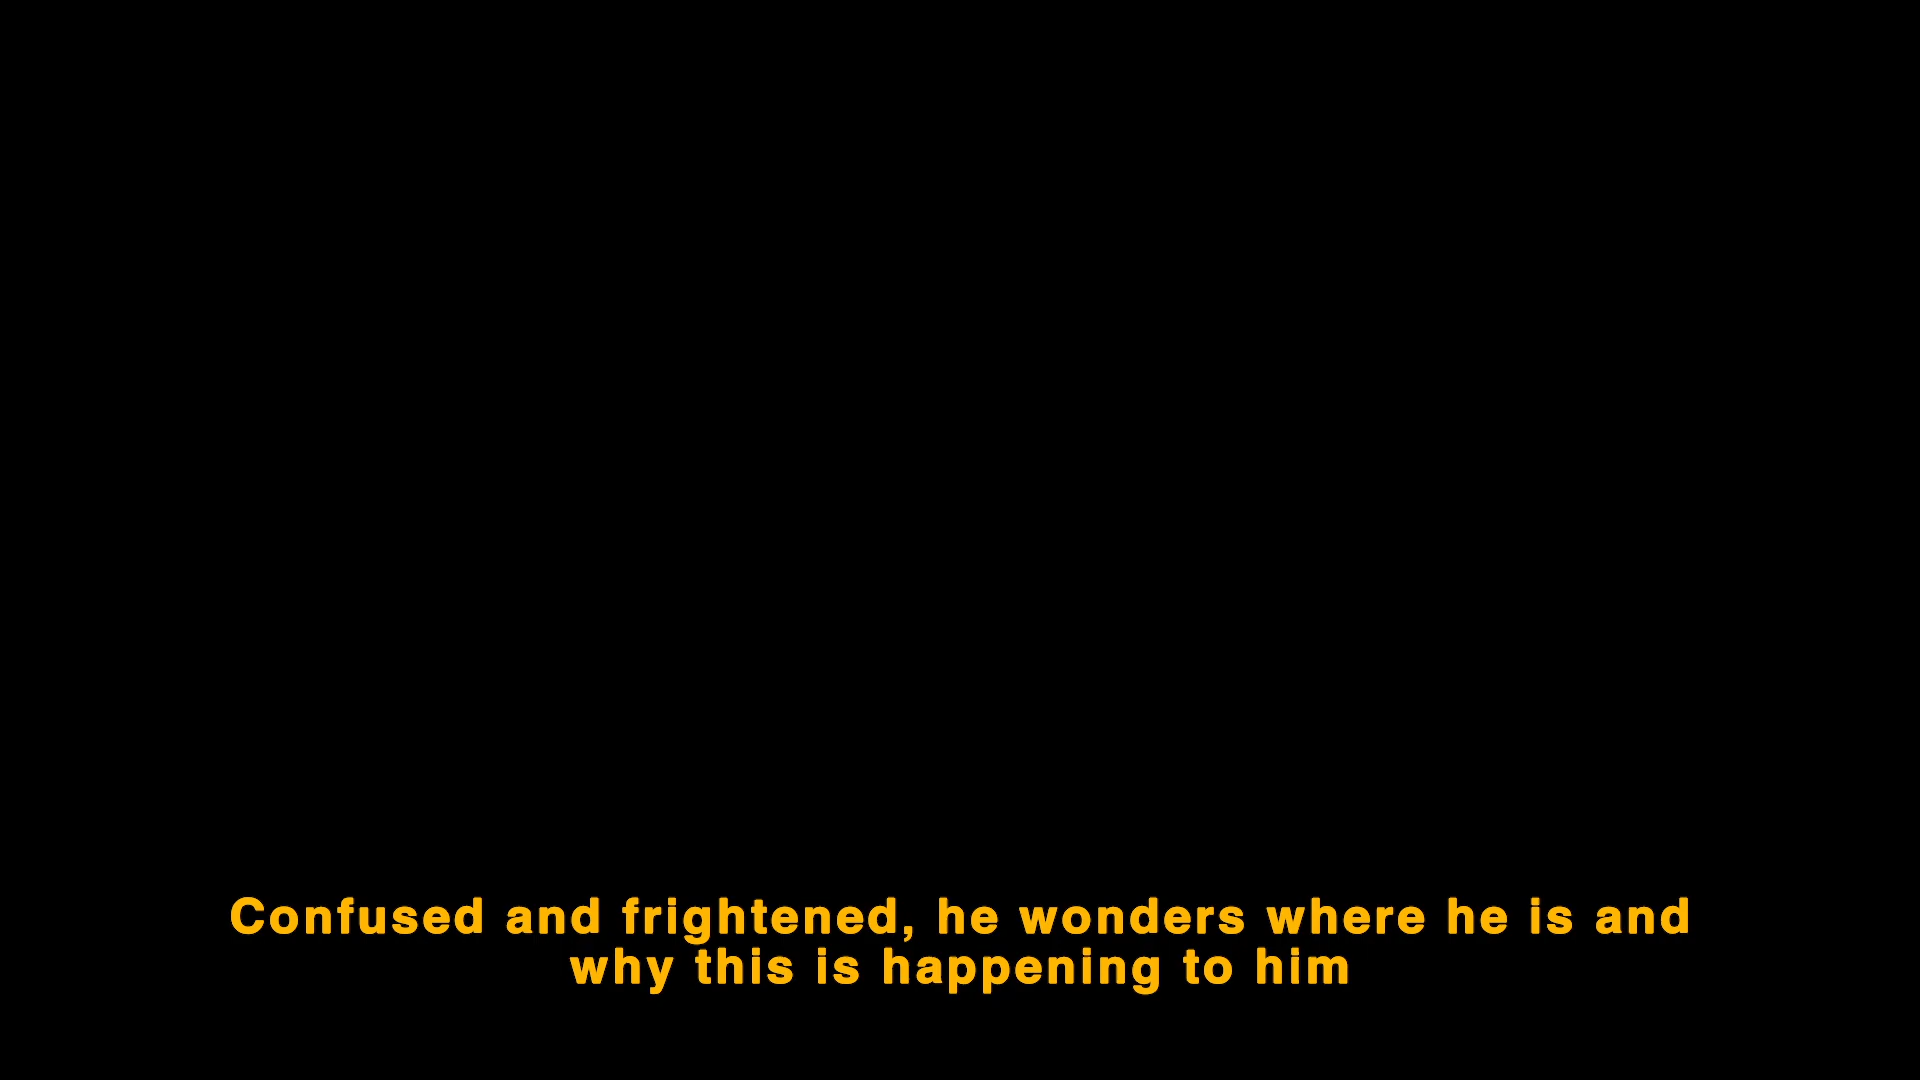 Confused and frightened, he wonders where he is and
why this is happening to him